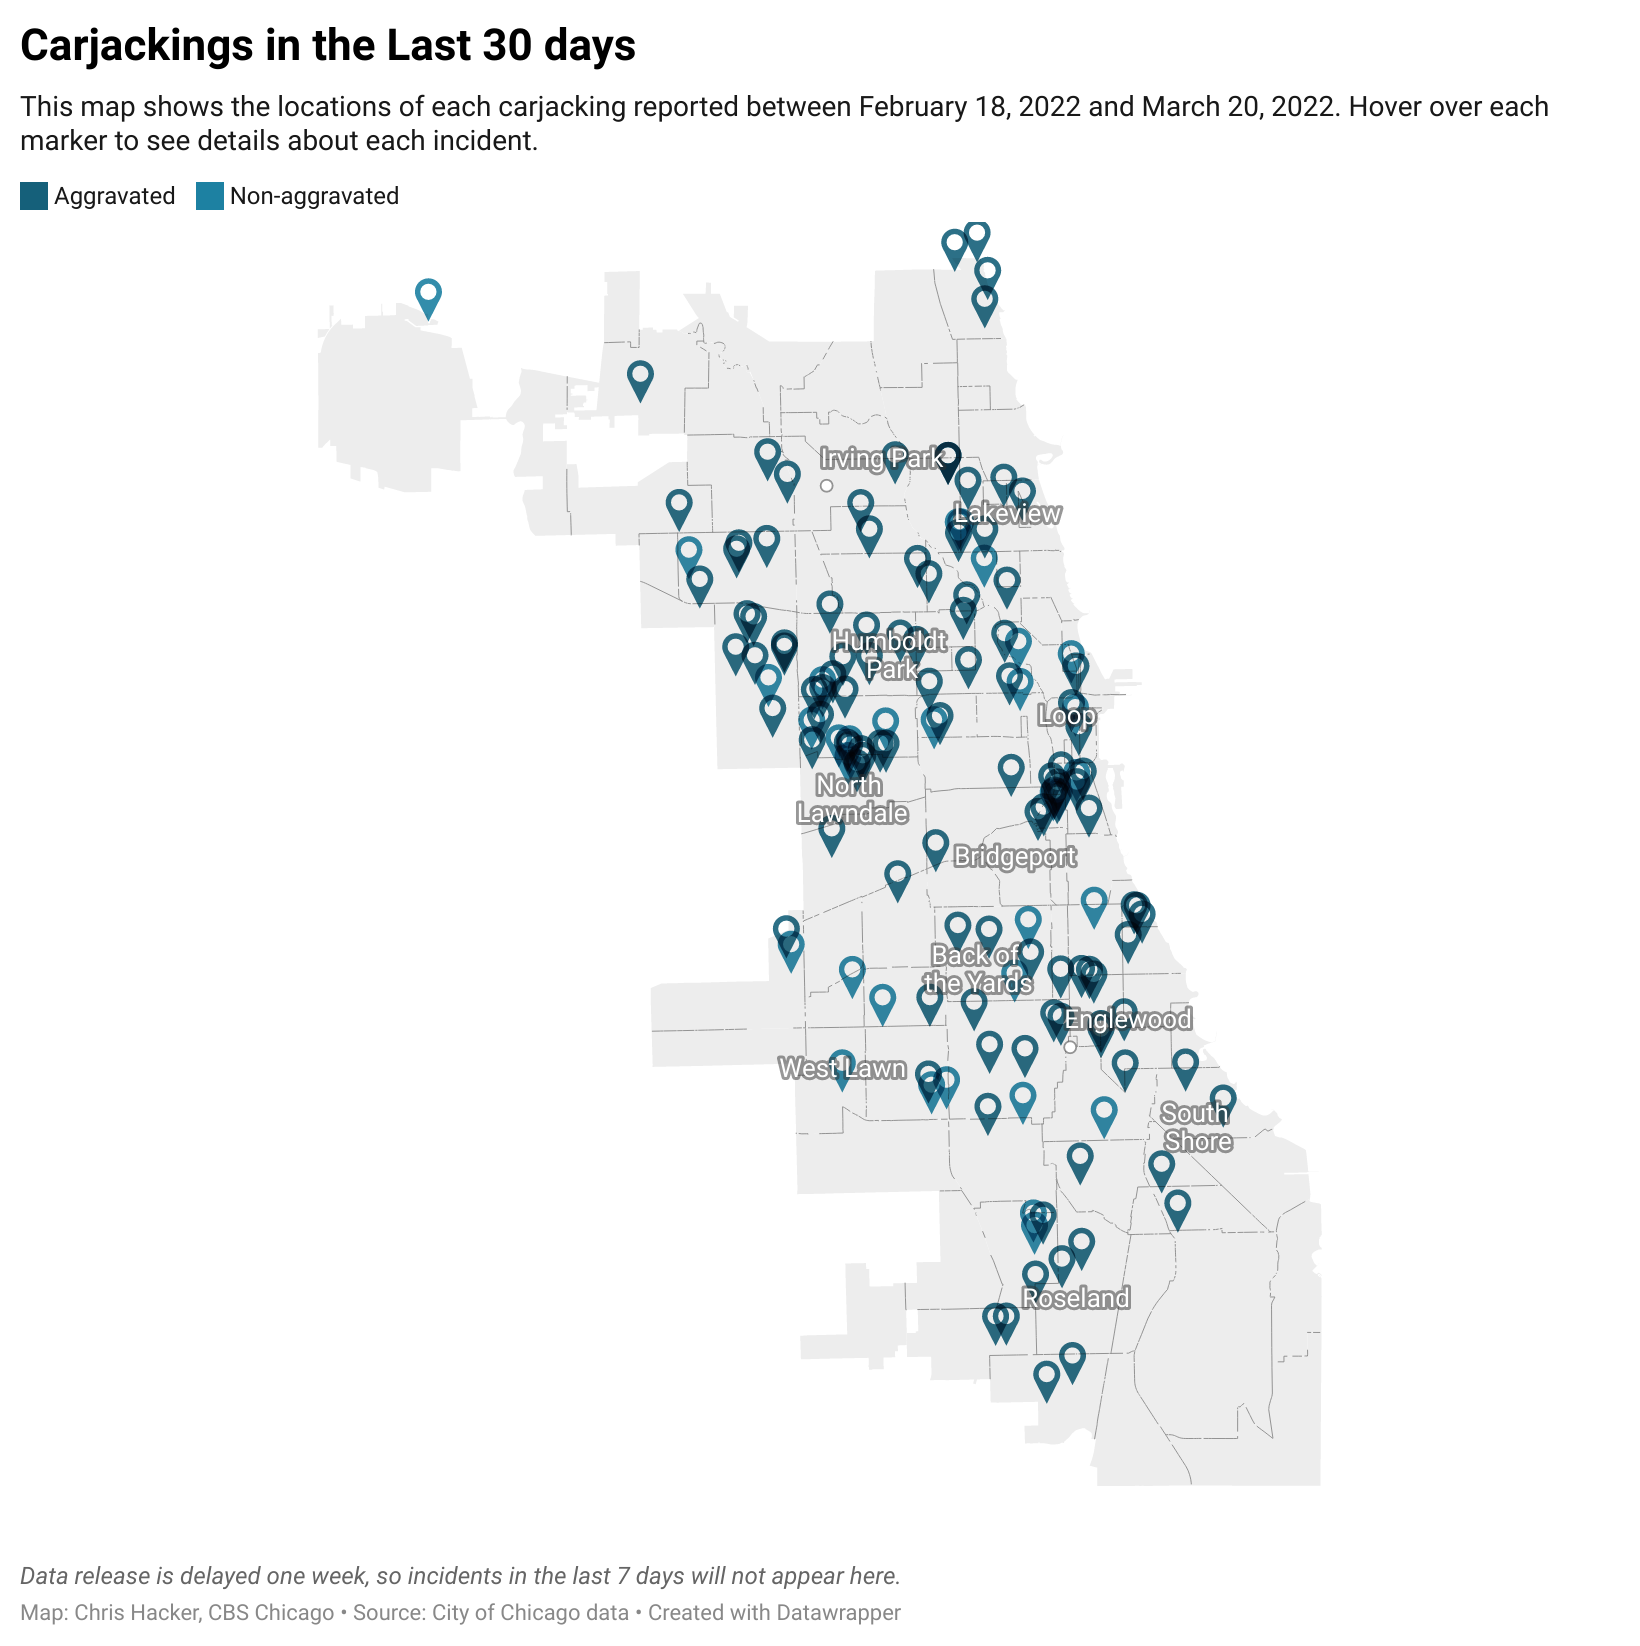 Carjackings in the Last 30 days
This map shows the locations of each carjacking reported between February 18, 2022 and March 20, 2022. Hover over each
marker to see details about each incident.
Aggravated Non-aggravated
Irving Park
Lakeview
Humboldt
Park
Loop
North
Lawndale
Bridgeport
Back of
the Yards
Englewood
West Lawn
South
Shore
Roseland
Data release is delayed one week, so incidents in the last 7 days will not appear here.
Map: Chris Hacker, CBS Chicago • Source: City of Chicago data • Created with Datawrapper